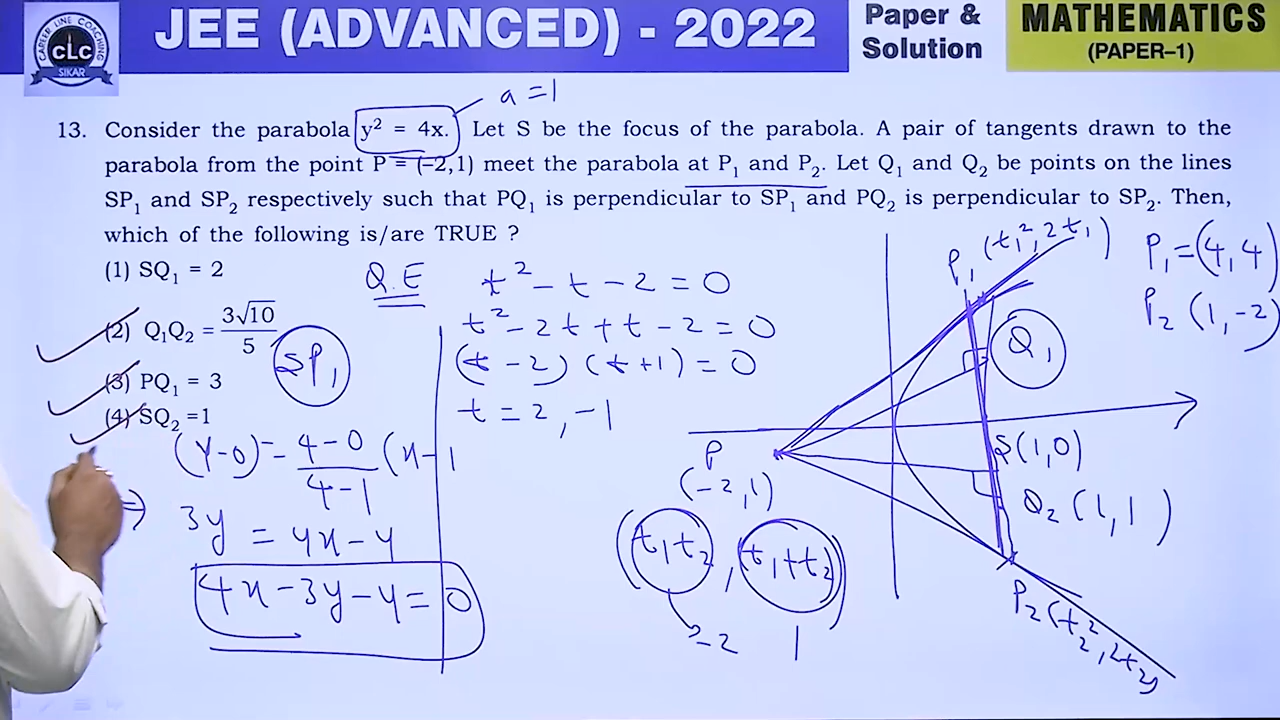 CAREER LINE COACHING
CLC
SIKAR
JEE (ADVANCED) - 2022
Paper &
Solution
MATHEMATICS
(PAPER–1)
a = 1
13. Consider the parabola y² = 4x. Let S be the focus of the parabola. A pair of tangents drawn to the
parabola from the point P = (–2,1) meet the parabola at P₁ and P₂. Let Q₁ and Q₂ be points on the lines
SP₁ and SP₂ respectively such that PQ₁ is perpendicular to SP₁ and PQ₂ is perpendicular to SP₂. Then,
which of the following is/are TRUE ?
(1) SQ₁ = 2
(2) Q₁Q₂ = 3√10/5
(3) PQ₁ = 3
(4) SQ₂ =1
SP₁
(y-0) = 4-0/4-1 (x-1
⇒ 3y = 4x-4
4x-3y-4=0
Q.E
t² - t - 2 = 0
t² - 2t + t - 2 = 0
(t - 2) (t + 1) = 0
t = 2, -1
P₁ (t₁², 2t₁)
P₁ = (4, 4)
P₂ (1, -2)
Q₁
S(1,0)
P
(-2,1)
Q₂ (1, 1)
(t₁t₂, (t₁+t₂))
-2 1
P₂ (t₂², 2t₂)